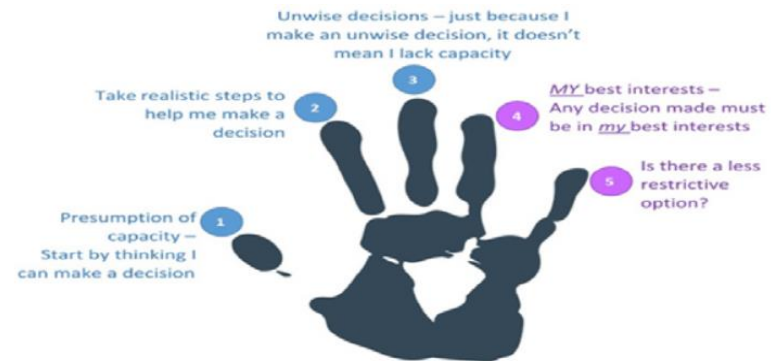 1
Presumption of
capacity –
Start by thinking I
can make a decision
2
Take realistic steps to
help me make a
decision
3
Unwise decisions – just because I
make an unwise decision, it doesn't
mean I lack capacity
4
MY best interests –
Any decision made must
be in my best interests
5
Is there a less
restrictive
option?